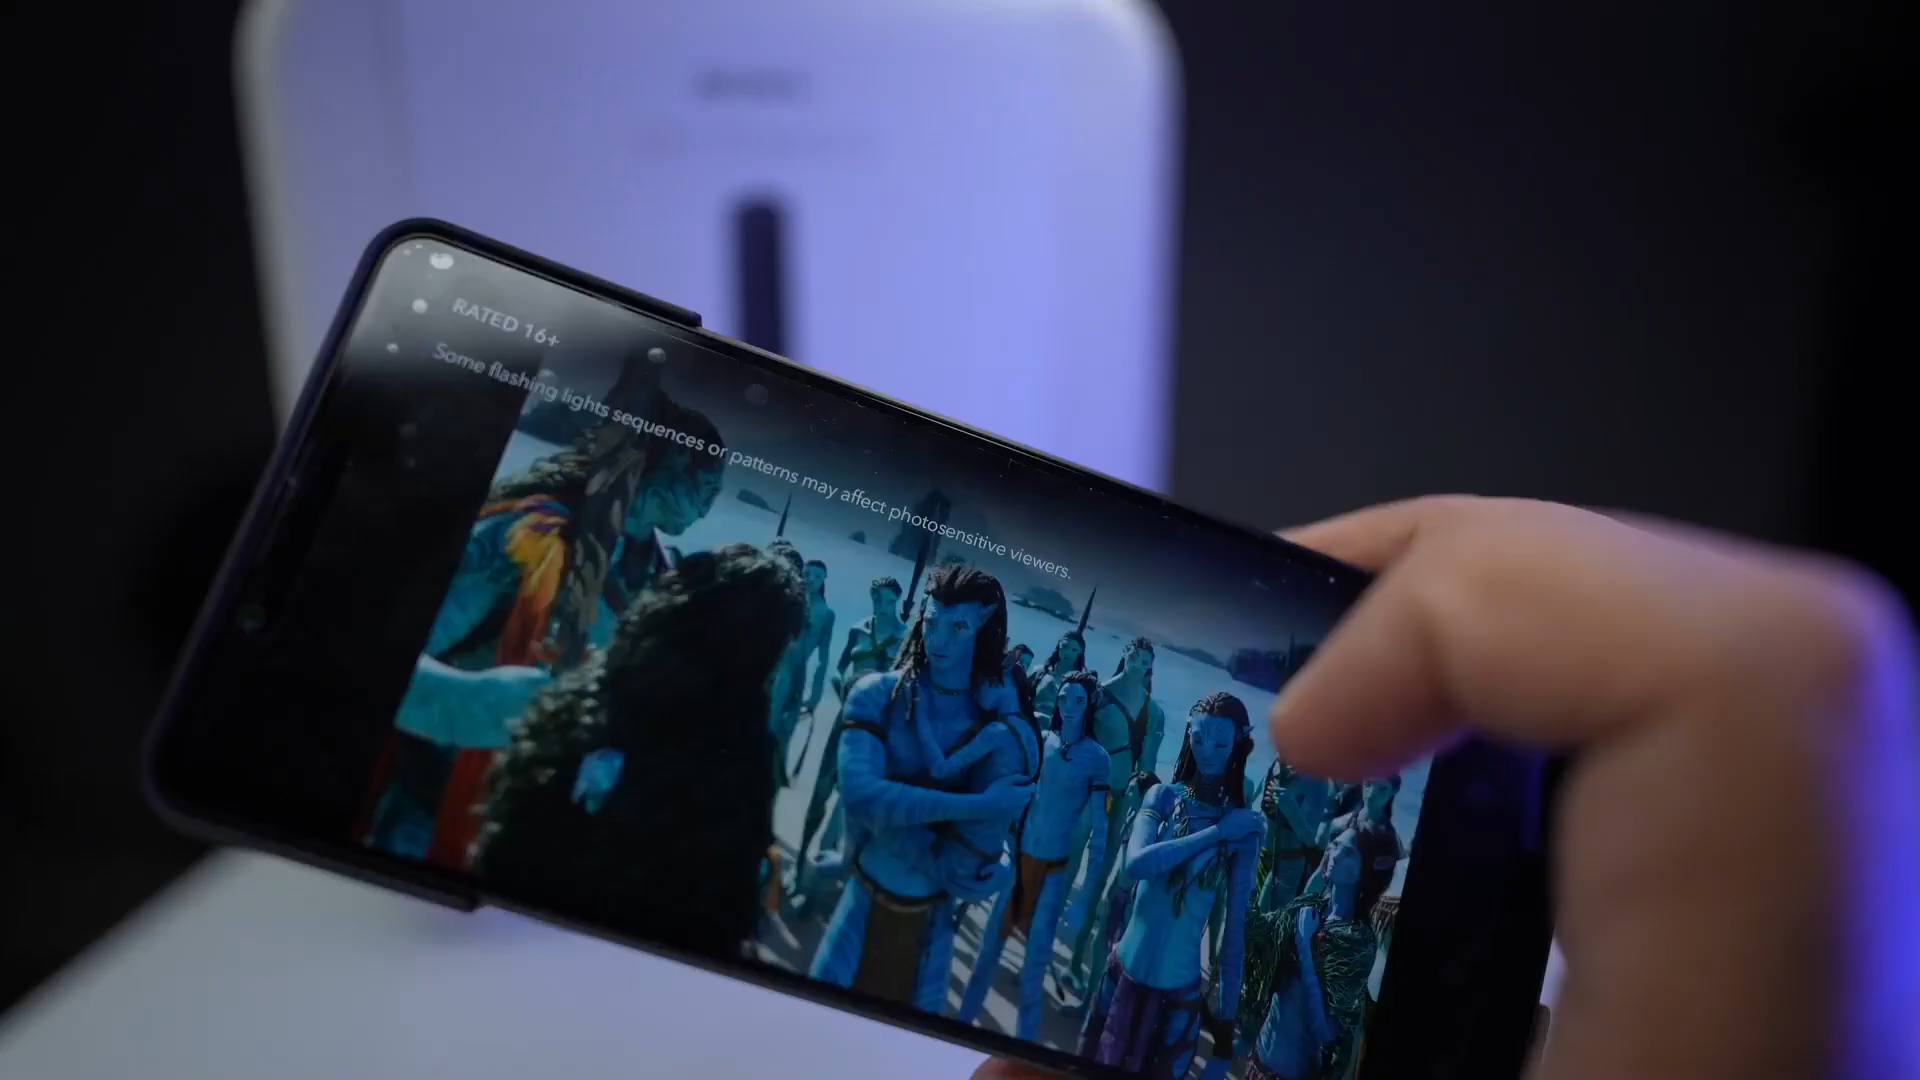 RATED 16+
Some flashing lights sequences or patterns may affect photosensitive viewers.